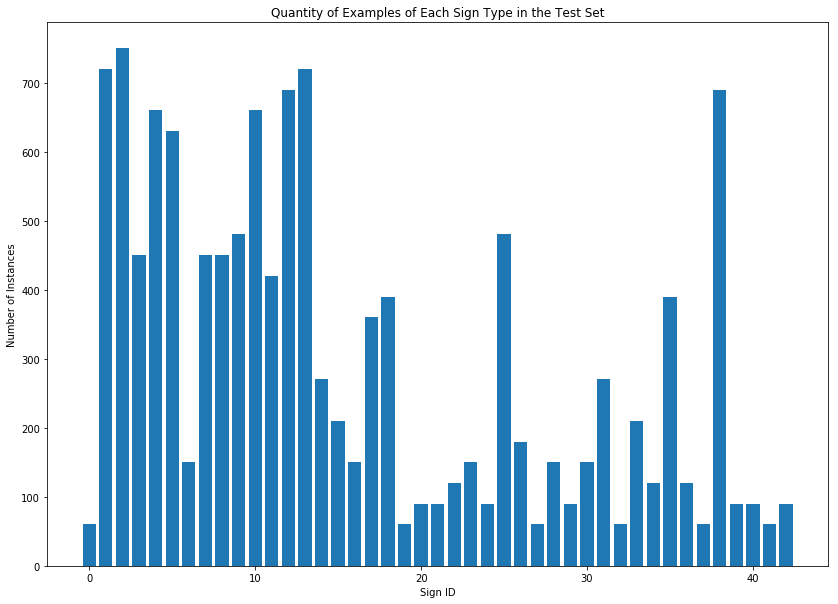 Quantity of Examples of Each Sign Type in the Test Set
Number of Instances
700
600
500
400
300
200
100
0
0 10 20 30 40
Sign ID